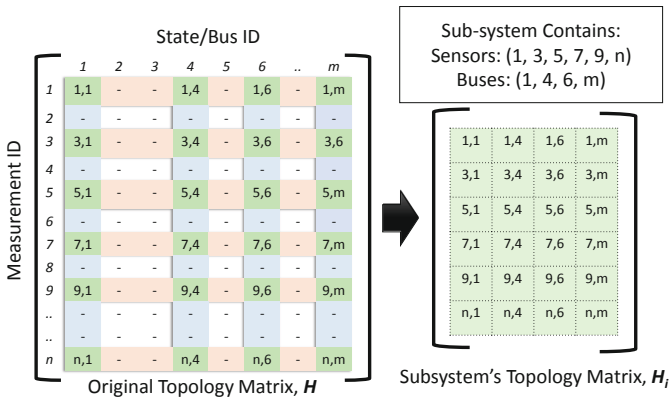 State/Bus ID
1 2 3 4 5 6 .. m
Measurement ID
1 1,1 - - 1,4 - 1,6 - 1,m
2 - - - - - - - -
3 3,1 - - 3,4 - 3,6 - 3,6
4 - - - - - - - -
5 5,1 - - 5,4 - 5,6 - 5,m
6 - - - - - - - -
7 7,1 - - 7,4 - 7,6 - 7,m
8 - - - - - - - -
9 9,1 - - 9,4 - 9,6 - 9,m
.. - - - - - - - -
.. - - - - - - - -
n n,1 - - n,4 - n,6 - n,m
Original Topology Matrix, H
Sub-system Contains:
Sensors: (1, 3, 5, 7, 9, n)
Buses: (1, 4, 6, m)
1,1 1,4 1,6 1,m
3,1 3,4 3,6 3,m
5,1 5,4 5,6 5,m
7,1 7,4 7,6 7,m
9,1 9,4 9,6 9,m
n,1 n,4 n,6 n,m
Subsystem's Topology Matrix, Hi